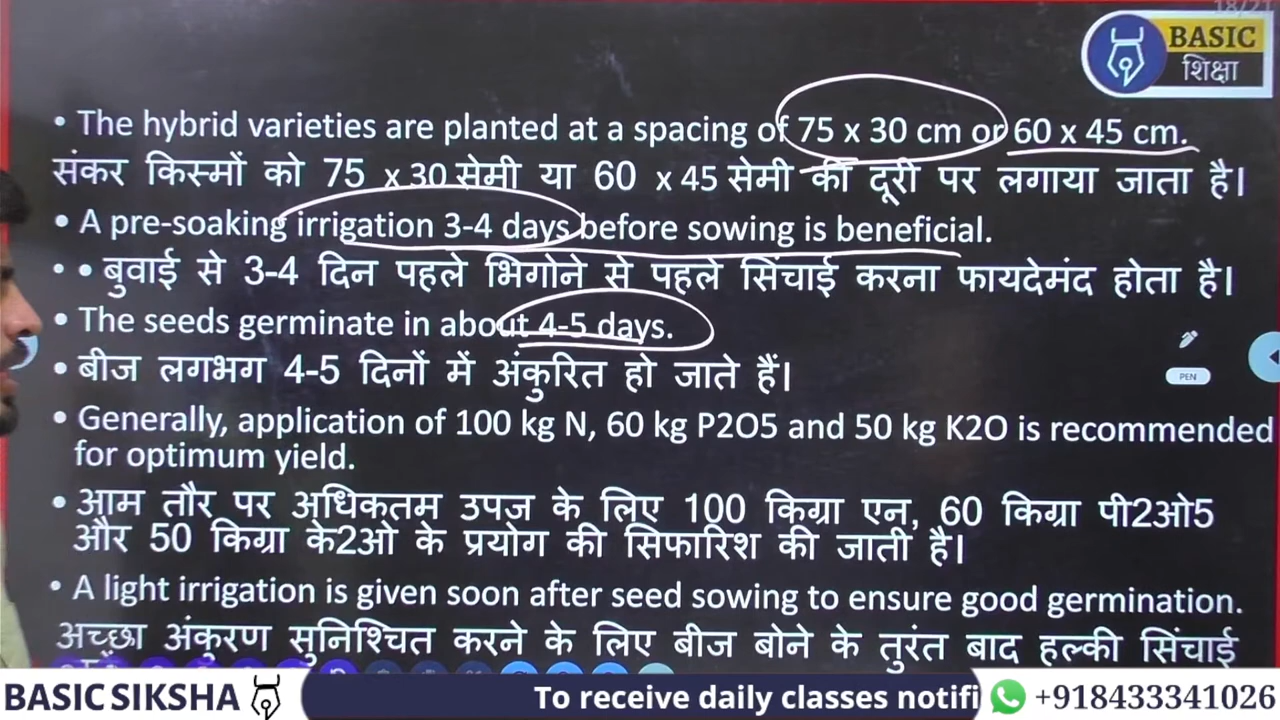 18/21
BASIC
शिक्षा
• The hybrid varieties are planted at a spacing of 75 x 30 cm or 60 x 45 cm.
संकर किस्मों को 75 x 30 सेमी या 60 x 45 सेमी की दूरी पर लगाया जाता है।
• A pre-soaking irrigation 3-4 days before sowing is beneficial.
• • बुवाई से 3-4 दिन पहले भिगोने से पहले सिंचाई करना फायदेमंद होता है।
• The seeds germinate in about 4-5 days.
• बीज लगभग 4-5 दिनों में अंकुरित हो जाते हैं।
PEN
• Generally, application of 100 kg N, 60 kg P2O5 and 50 kg K2O is recommended
for optimum yield.
• आम तौर पर अधिकतम उपज के लिए 100 किग्रा एन, 60 किग्रा पी2ओ5
और 50 किग्रा के2ओ के प्रयोग की सिफारिश की जाती है।
• A light irrigation is given soon after seed sowing to ensure good germination.
अच्छा अंकुरण सुनिश्चित करने के लिए बीज बोने के तुरंत बाद हल्की सिंचाई
BASIC SIKSHA To receive daily classes notifi +918433341026